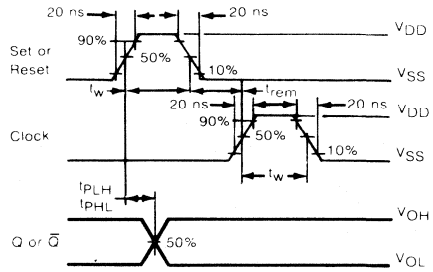 20 ns 20 ns
VDD
Set or
Reset
90%
50%
10%
VSS
tw trem
20 ns 20 ns
VDD
Clock
90%
50%
10%
VSS
tw
tPLH
tPHL
VOH
Q or Q̅
50%
VOL